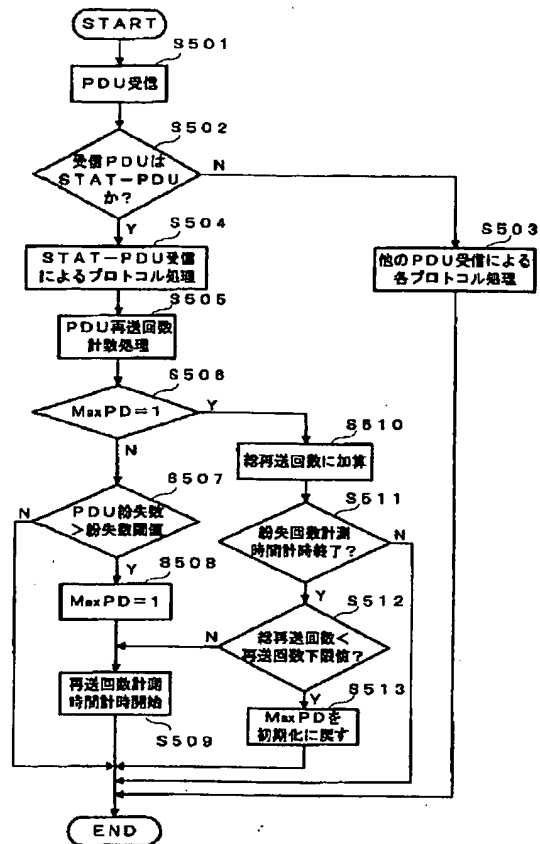 START
S501
PDU受信
S502
受信PDUは
STAT-PDU
か?
N
Y
S503
他のPDU受信による
各プロトコル処理
S504
STAT-PDU受信
によるプロトコル処理
S505
PDU再送回数
計数処理
S506
MaxPD=1
Y
N
S507
PDU紛失数
>紛失数閾値
N
Y
S508
MaxPD=1
S509
再送回数計測
時間計時開始
S510
総再送回数に加算
S511
紛失回数計測
時間計時終了?
N
Y
S512
総再送回数<
再送回数下限値?
N
Y
S513
MaxPDを
初期化に戻す
END